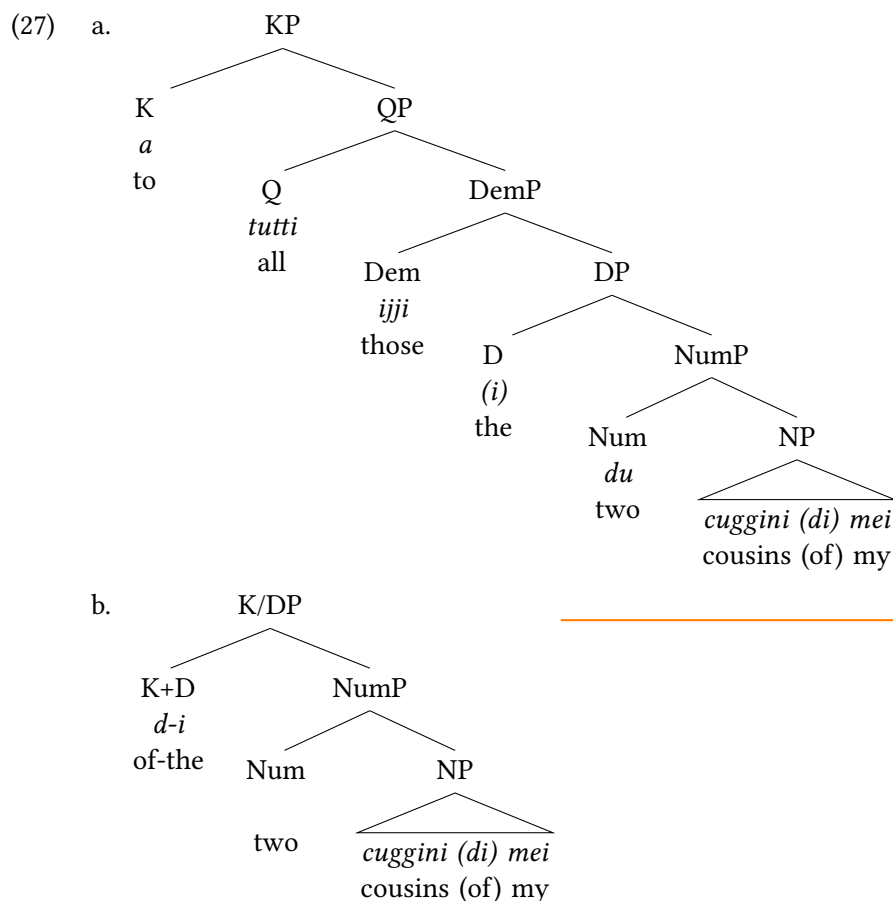 (27) a. KP
K QP
a
to Q DemP
tutti
all Dem DP
ijji
those D NumP
(i)
the Num NP
du
two cuggini (di) mei
cousins (of) my
b. K/DP
K+D NumP
d-i
of-the Num NP
two cuggini (di) mei
cousins (of) my